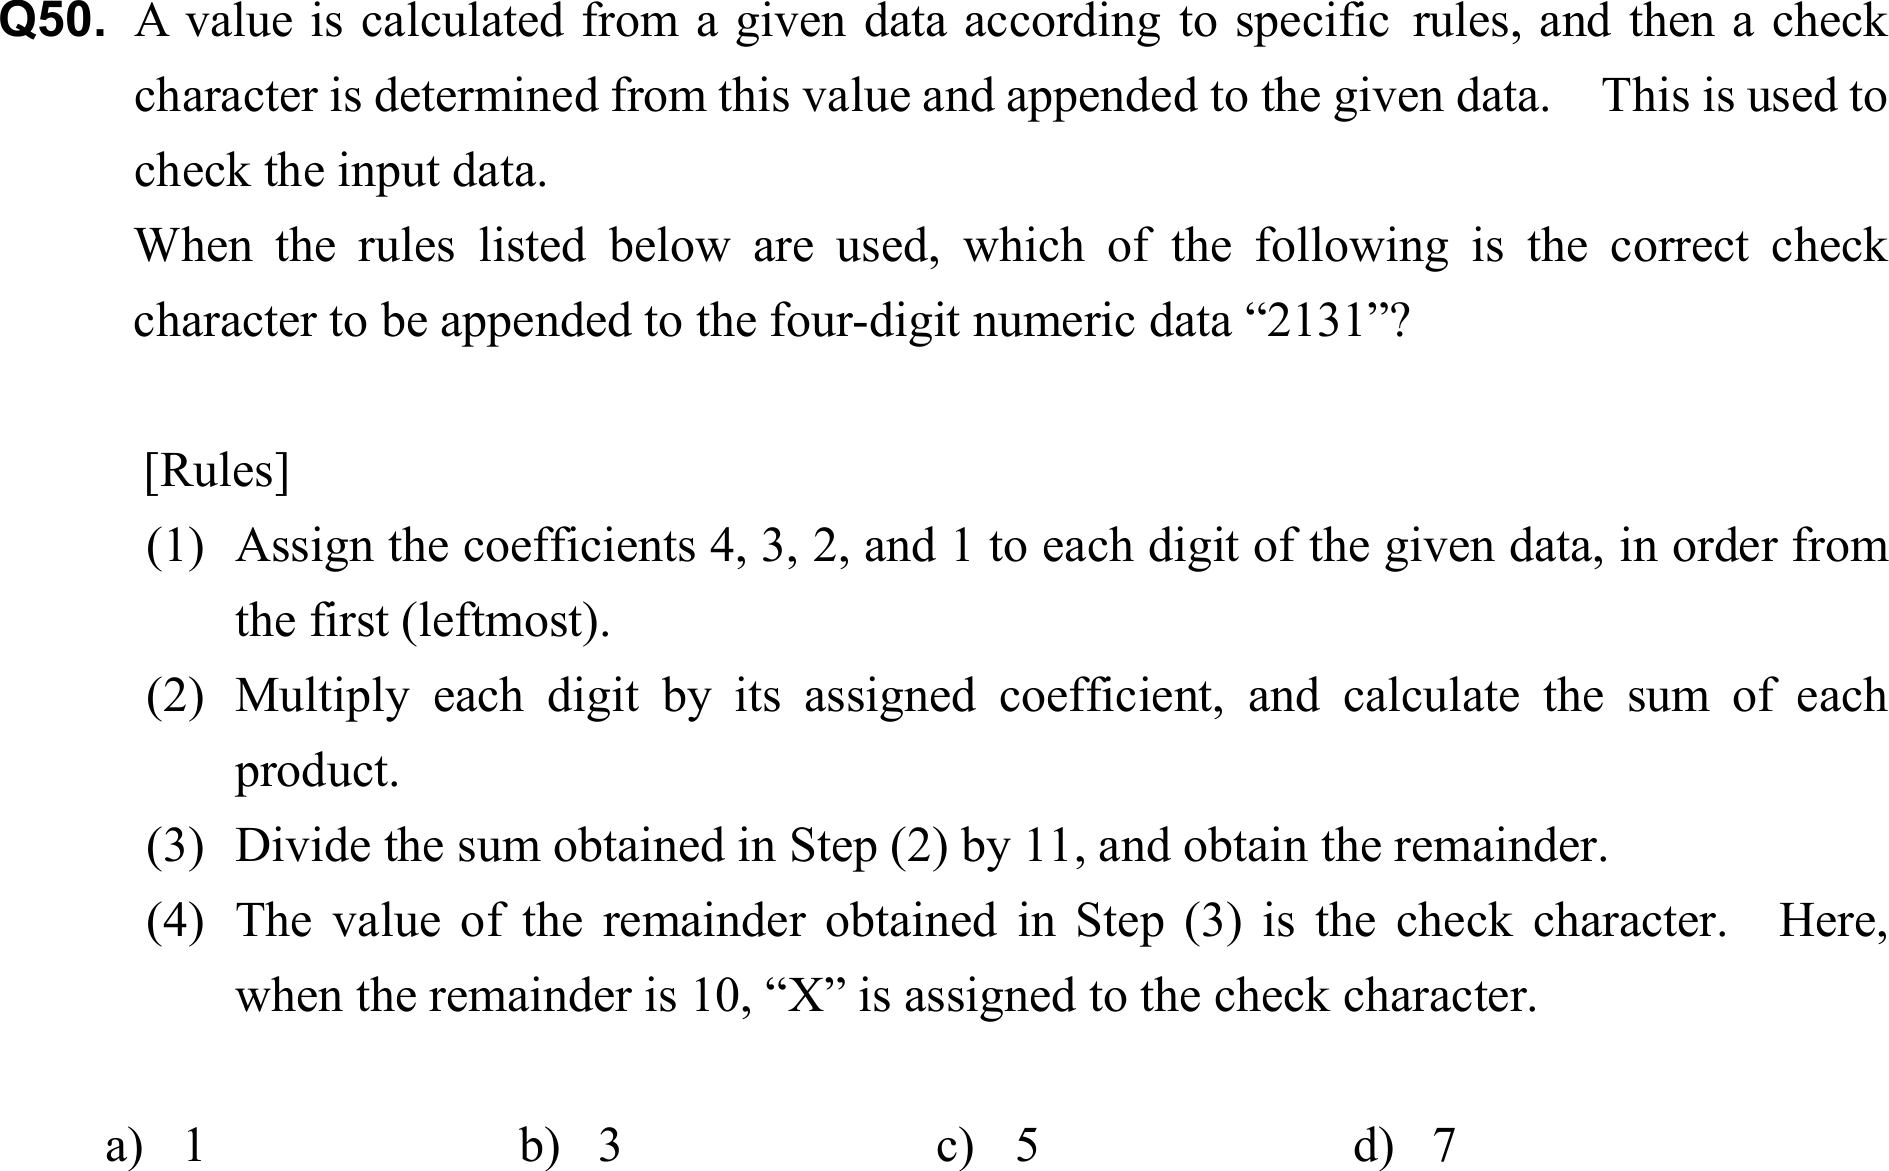 Q50. A value is calculated from a given data according to specific rules, and then a check
character is determined from this value and appended to the given data. This is used to
check the input data.
When the rules listed below are used, which of the following is the correct check
character to be appended to the four-digit numeric data “2131”?
[Rules]
(1) Assign the coefficients 4, 3, 2, and 1 to each digit of the given data, in order from
the first (leftmost).
(2) Multiply each digit by its assigned coefficient, and calculate the sum of each
product.
(3) Divide the sum obtained in Step (2) by 11, and obtain the remainder.
(4) The value of the remainder obtained in Step (3) is the check character. Here,
when the remainder is 10, “X” is assigned to the check character.
a) 1 b) 3 c) 5 d) 7